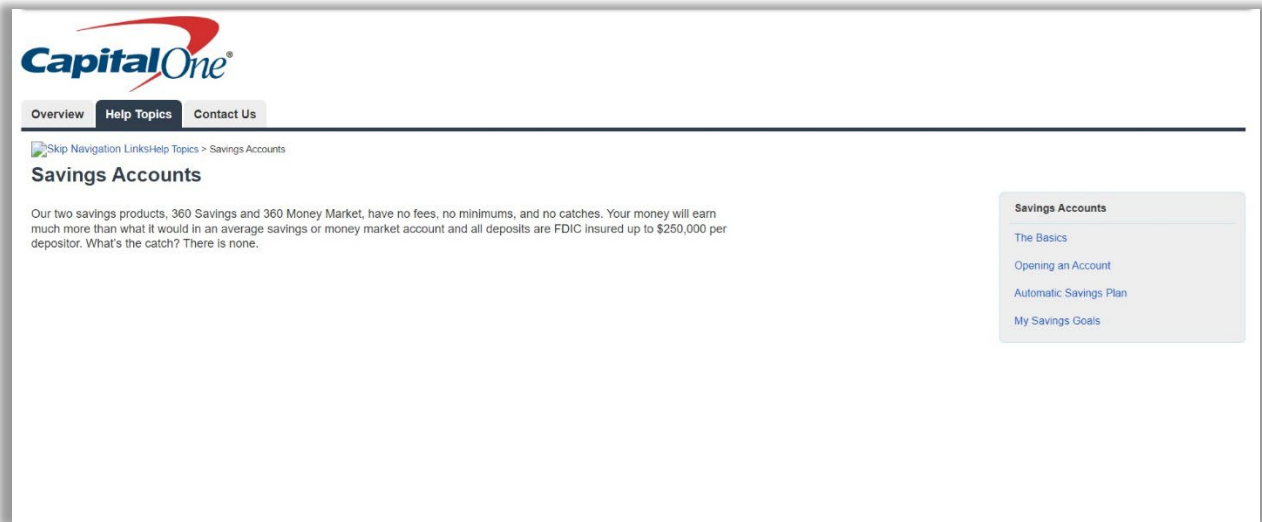 CapitalOne®
Overview Help Topics Contact Us
Skip Navigation LinksHelp Topics > Savings Accounts
Savings Accounts
Our two savings products, 360 Savings and 360 Money Market, have no fees, no minimums, and no catches. Your money will earn
much more than what it would in an average savings or money market account and all deposits are FDIC insured up to $250,000 per
depositor. What's the catch? There is none.
Savings Accounts
The Basics
Opening an Account
Automatic Savings Plan
My Savings Goals